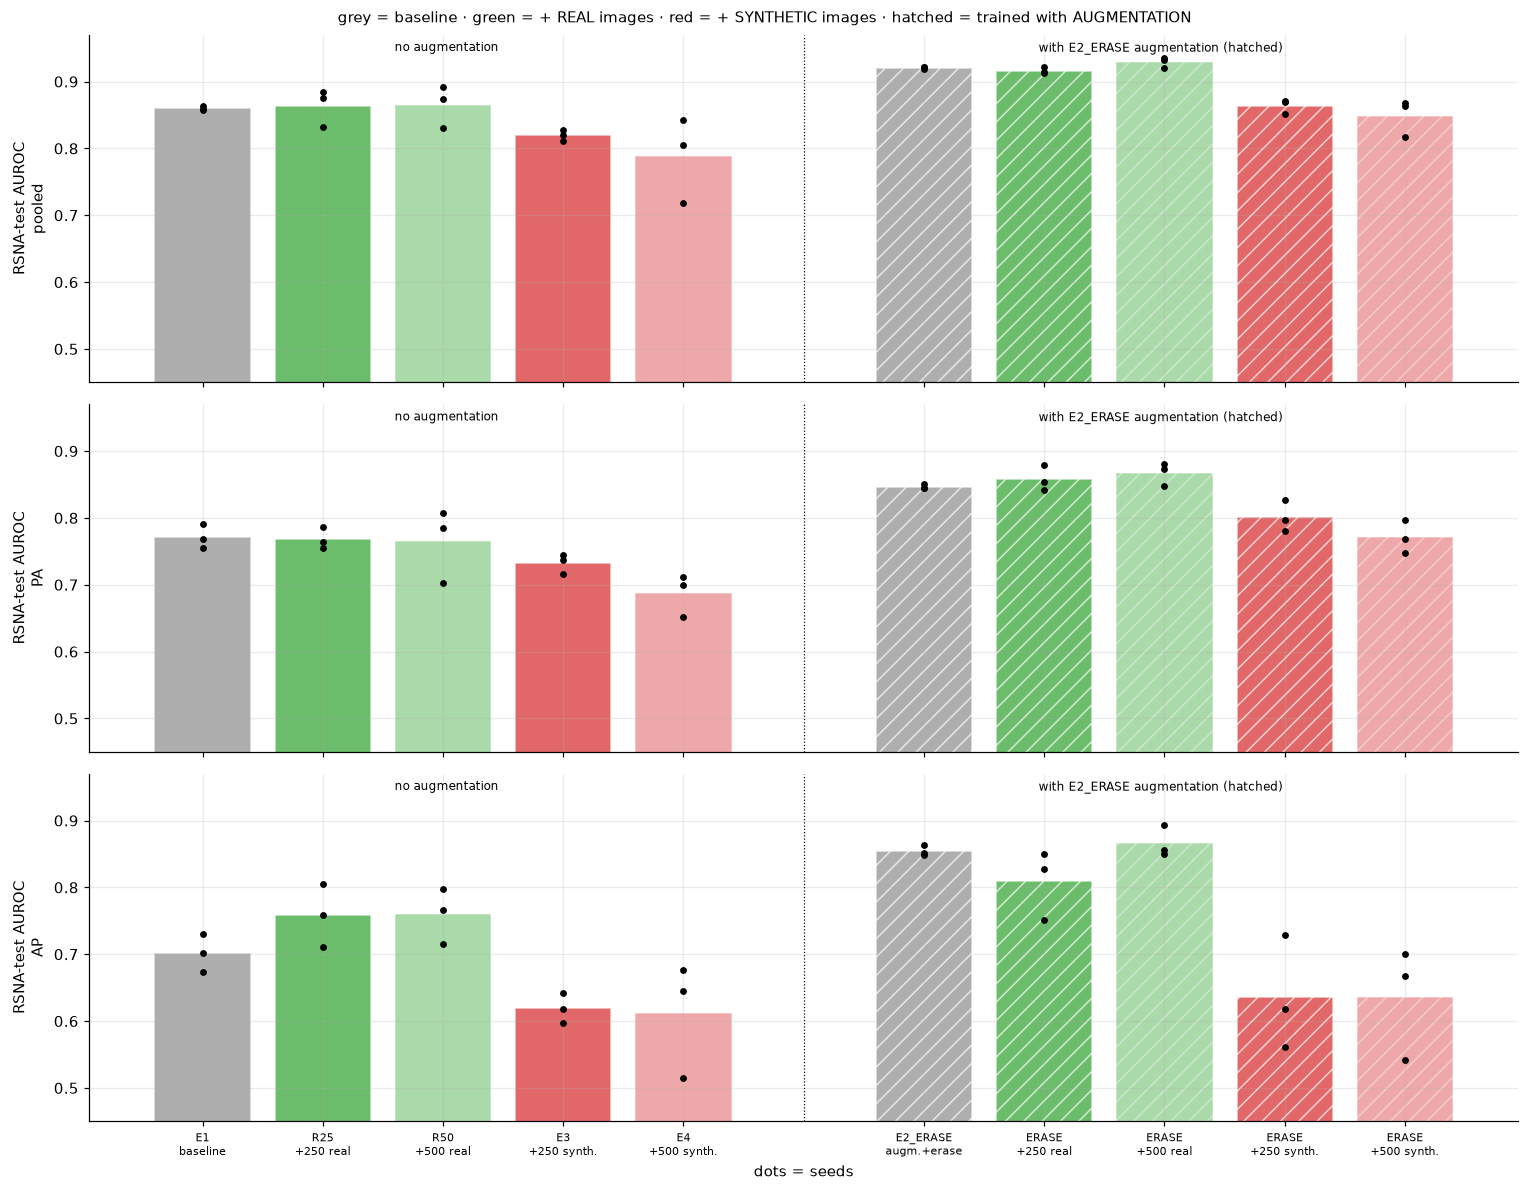 grey = baseline · green = + REAL images · red = + SYNTHETIC images · hatched = trained with AUGMENTATION
no augmentation
with E2_ERASE augmentation (hatched)
RSNA-test AUROC
pooled
0.9
0.8
0.7
0.6
0.5
no augmentation
with E2_ERASE augmentation (hatched)
RSNA-test AUROC
PA
0.9
0.8
0.7
0.6
0.5
no augmentation
with E2_ERASE augmentation (hatched)
RSNA-test AUROC
AP
0.9
0.8
0.7
0.6
0.5
E1
baseline
R25
+250 real
R50
+500 real
E3
+250 synth.
E4
+500 synth.
E2_ERASE
augm.+erase
ERASE
+250 real
ERASE
+500 real
ERASE
+250 synth.
ERASE
+500 synth.
dots = seeds